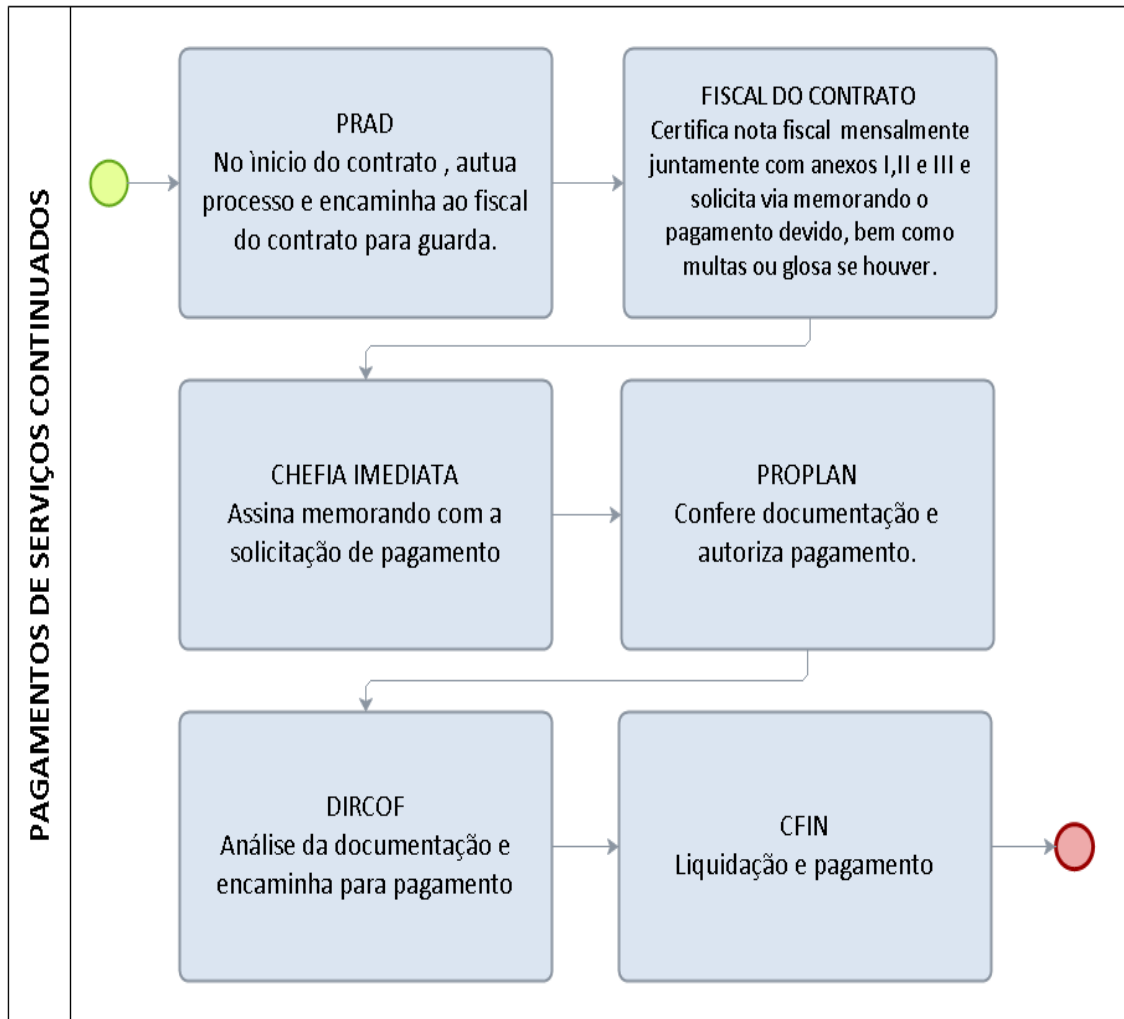 PAGAMENTOS DE SERVIÇOS CONTINUADOS
PRAD
No ìnicio do contrato , autua
processo e encaminha ao fiscal
do contrato para guarda.
FISCAL DO CONTRATO
Certifica nota fiscal mensalmente
juntamente com anexos I,II e III e
solicita via memorando o
pagamento devido, bem como
multas ou glosa se houver.
CHEFIA IMEDIATA
Assina memorando com a
solicitação de pagamento
PROPLAN
Confere documentação e
autoriza pagamento.
DIRCOF
Análise da documentação e
encaminha para pagamento
CFIN
Liquidação e pagamento